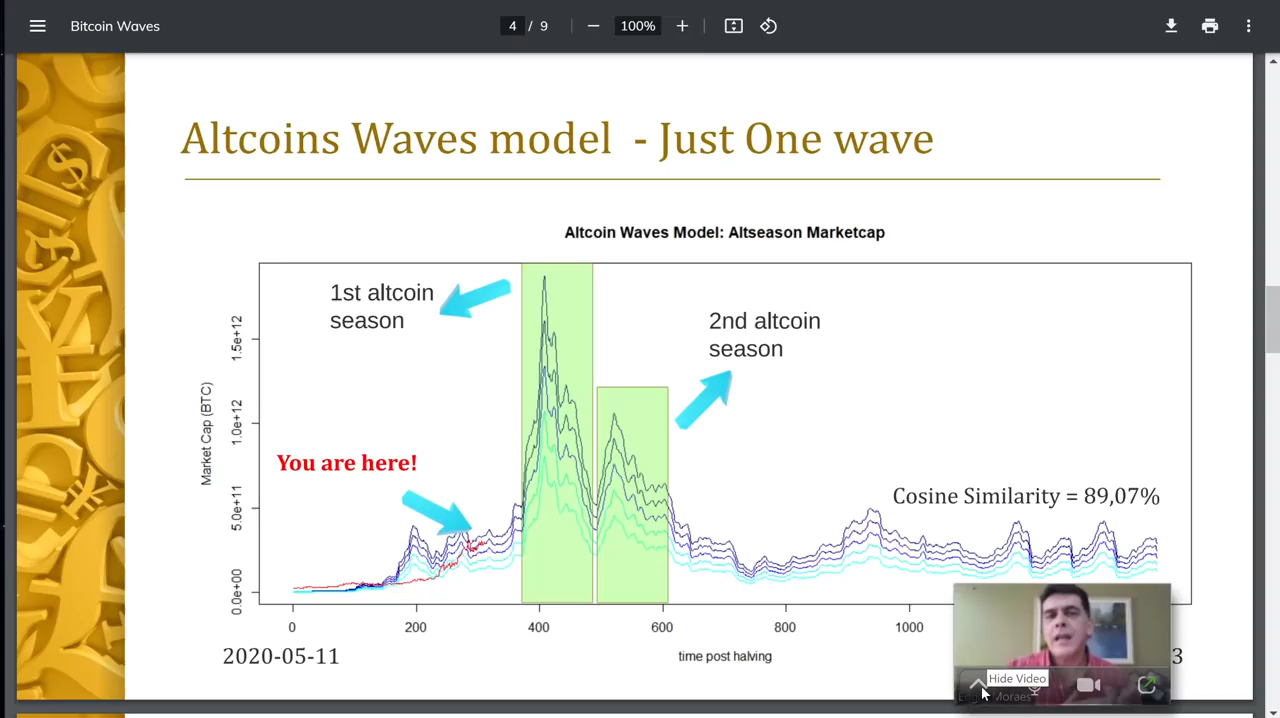 Bitcoin Waves
4 / 9
100%
Altcoins Waves model - Just One wave
Altcoin Waves Model: Altseason Marketcap
1st altcoin
season
2nd altcoin
season
You are here!
Cosine Similarity = 89,07%
Market Cap (BTC)
1.5e+12
1.0e+12
5.0e+11
0.0e+00
0
200
400
600
800
1000
time post halving
2020-05-11
3
Hide Video
Moraes